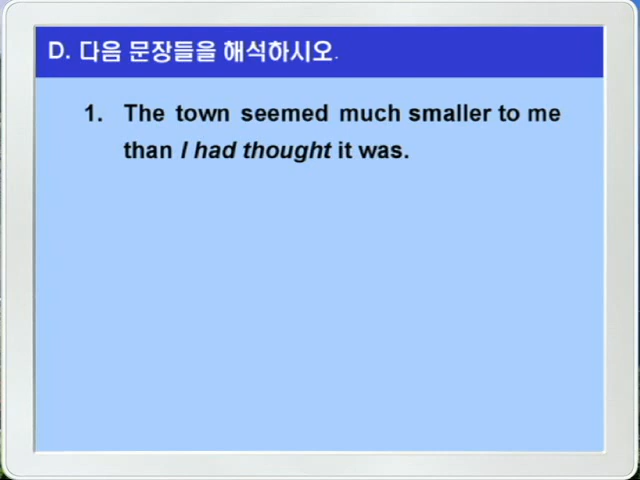 D. 다음 문장들을 해석하시오.
1. The town seemed much smaller to me
than I had thought it was.